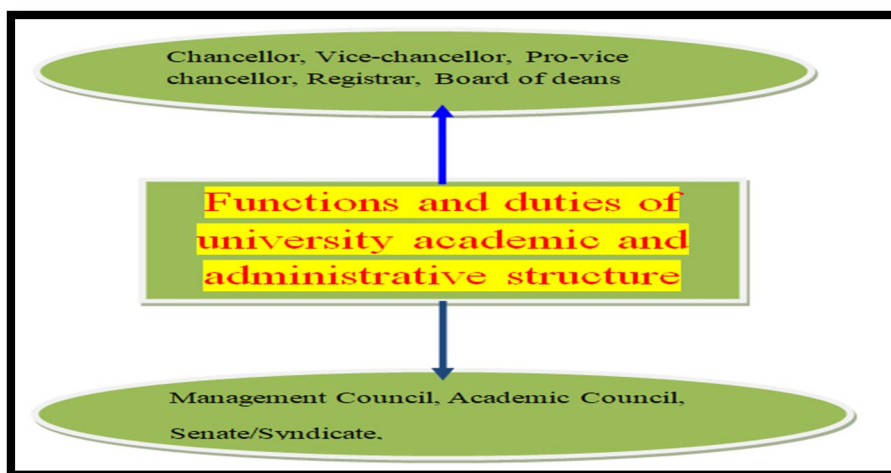 Chancellor, Vice-chancellor, Pro-vice
chancellor, Registrar, Board of deans
Functions and duties of
university academic and
administrative structure
Management Council, Academic Council,
Senate/Syndicate.